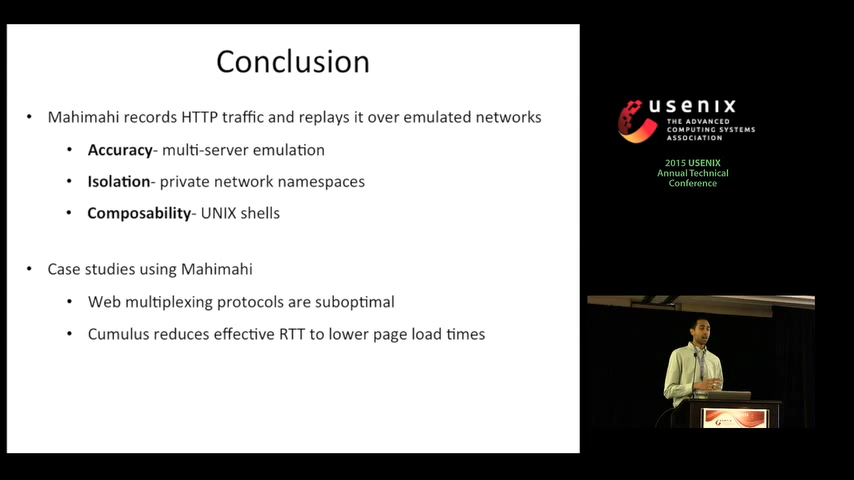 Conclusion
• Mahimahi records HTTP traffic and replays it over emulated networks
• Accuracy- multi-server emulation
• Isolation- private network namespaces
• Composability- UNIX shells
• Case studies using Mahimahi
• Web multiplexing protocols are suboptimal
• Cumulus reduces effective RTT to lower page load times
usenix
THE ADVANCED
COMPUTING SYSTEMS
ASSOCIATION
2015 USENIX
Annual Technical
Conference